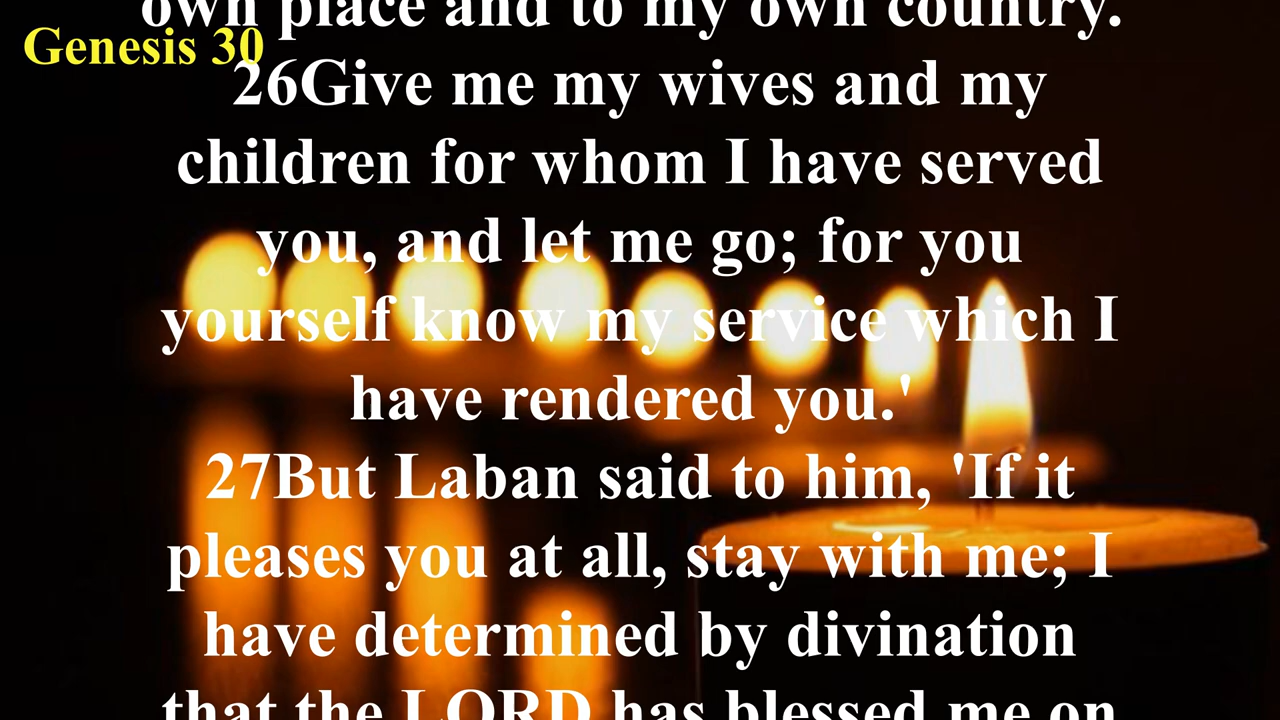 own place and to my own country.
Genesis 30
26Give me my wives and my
children for whom I have served
you, and let me go; for you
yourself know my service which I
have rendered you.'
27But Laban said to him, 'If it
pleases you at all, stay with me; I
have determined by divination
that the LORD has blessed me on